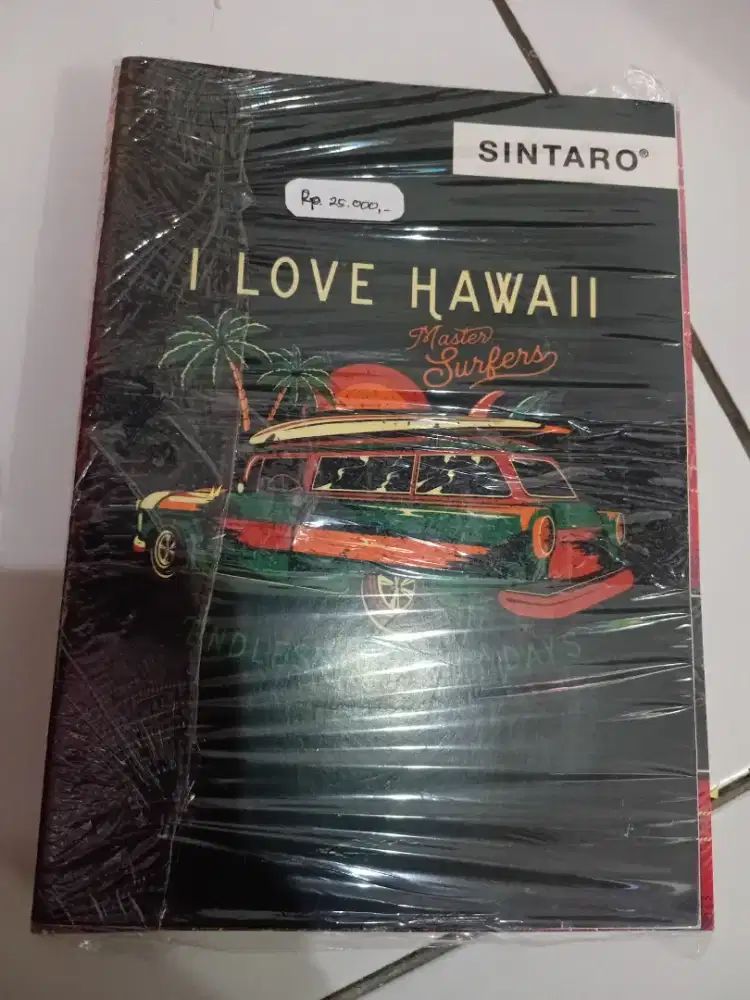 SINTARO®
Rp. 25.000,-
I LOVE HAWAII
Master
Surfers